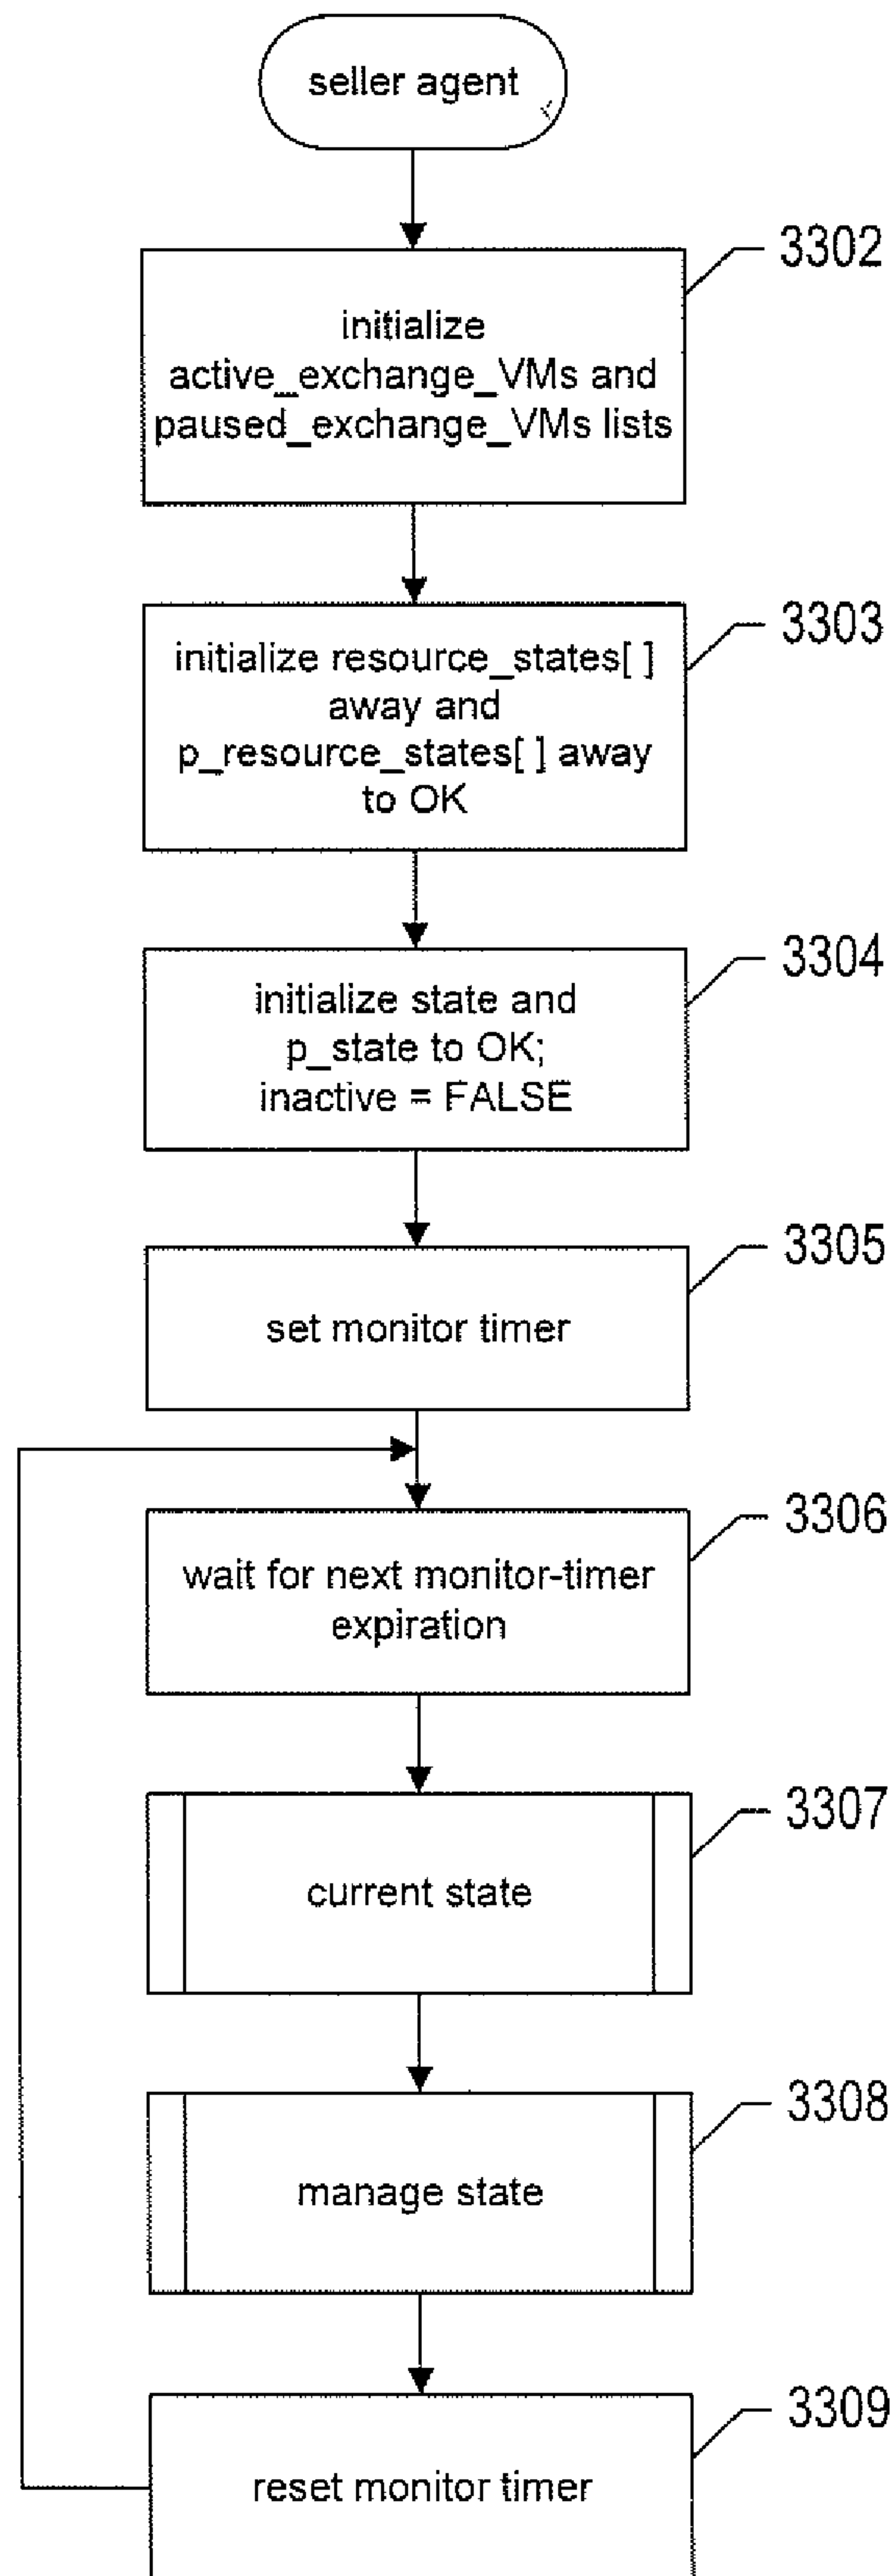 seller agent
3302
initialize
active_exchange_VMs and
paused_exchange_VMs lists
3303
initialize resource_states[ ]
away and
p_resource_states[ ] away
to OK
3304
initialize state and
p_state to OK;
inactive = FALSE
3305
set monitor timer
3306
wait for next monitor-timer
expiration
3307
current state
3308
manage state
3309
reset monitor timer